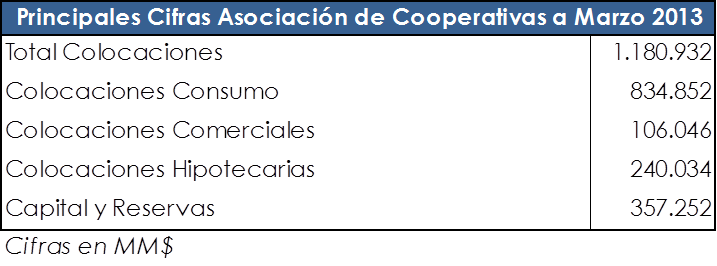 Principales Cifras Asociación de Cooperativas a Marzo 2013
Total Colocaciones 1.180.932
Colocaciones Consumo 834.852
Colocaciones Comerciales 106.046
Colocaciones Hipotecarias 240.034
Capital y Reservas 357.252
Cifras en MM$